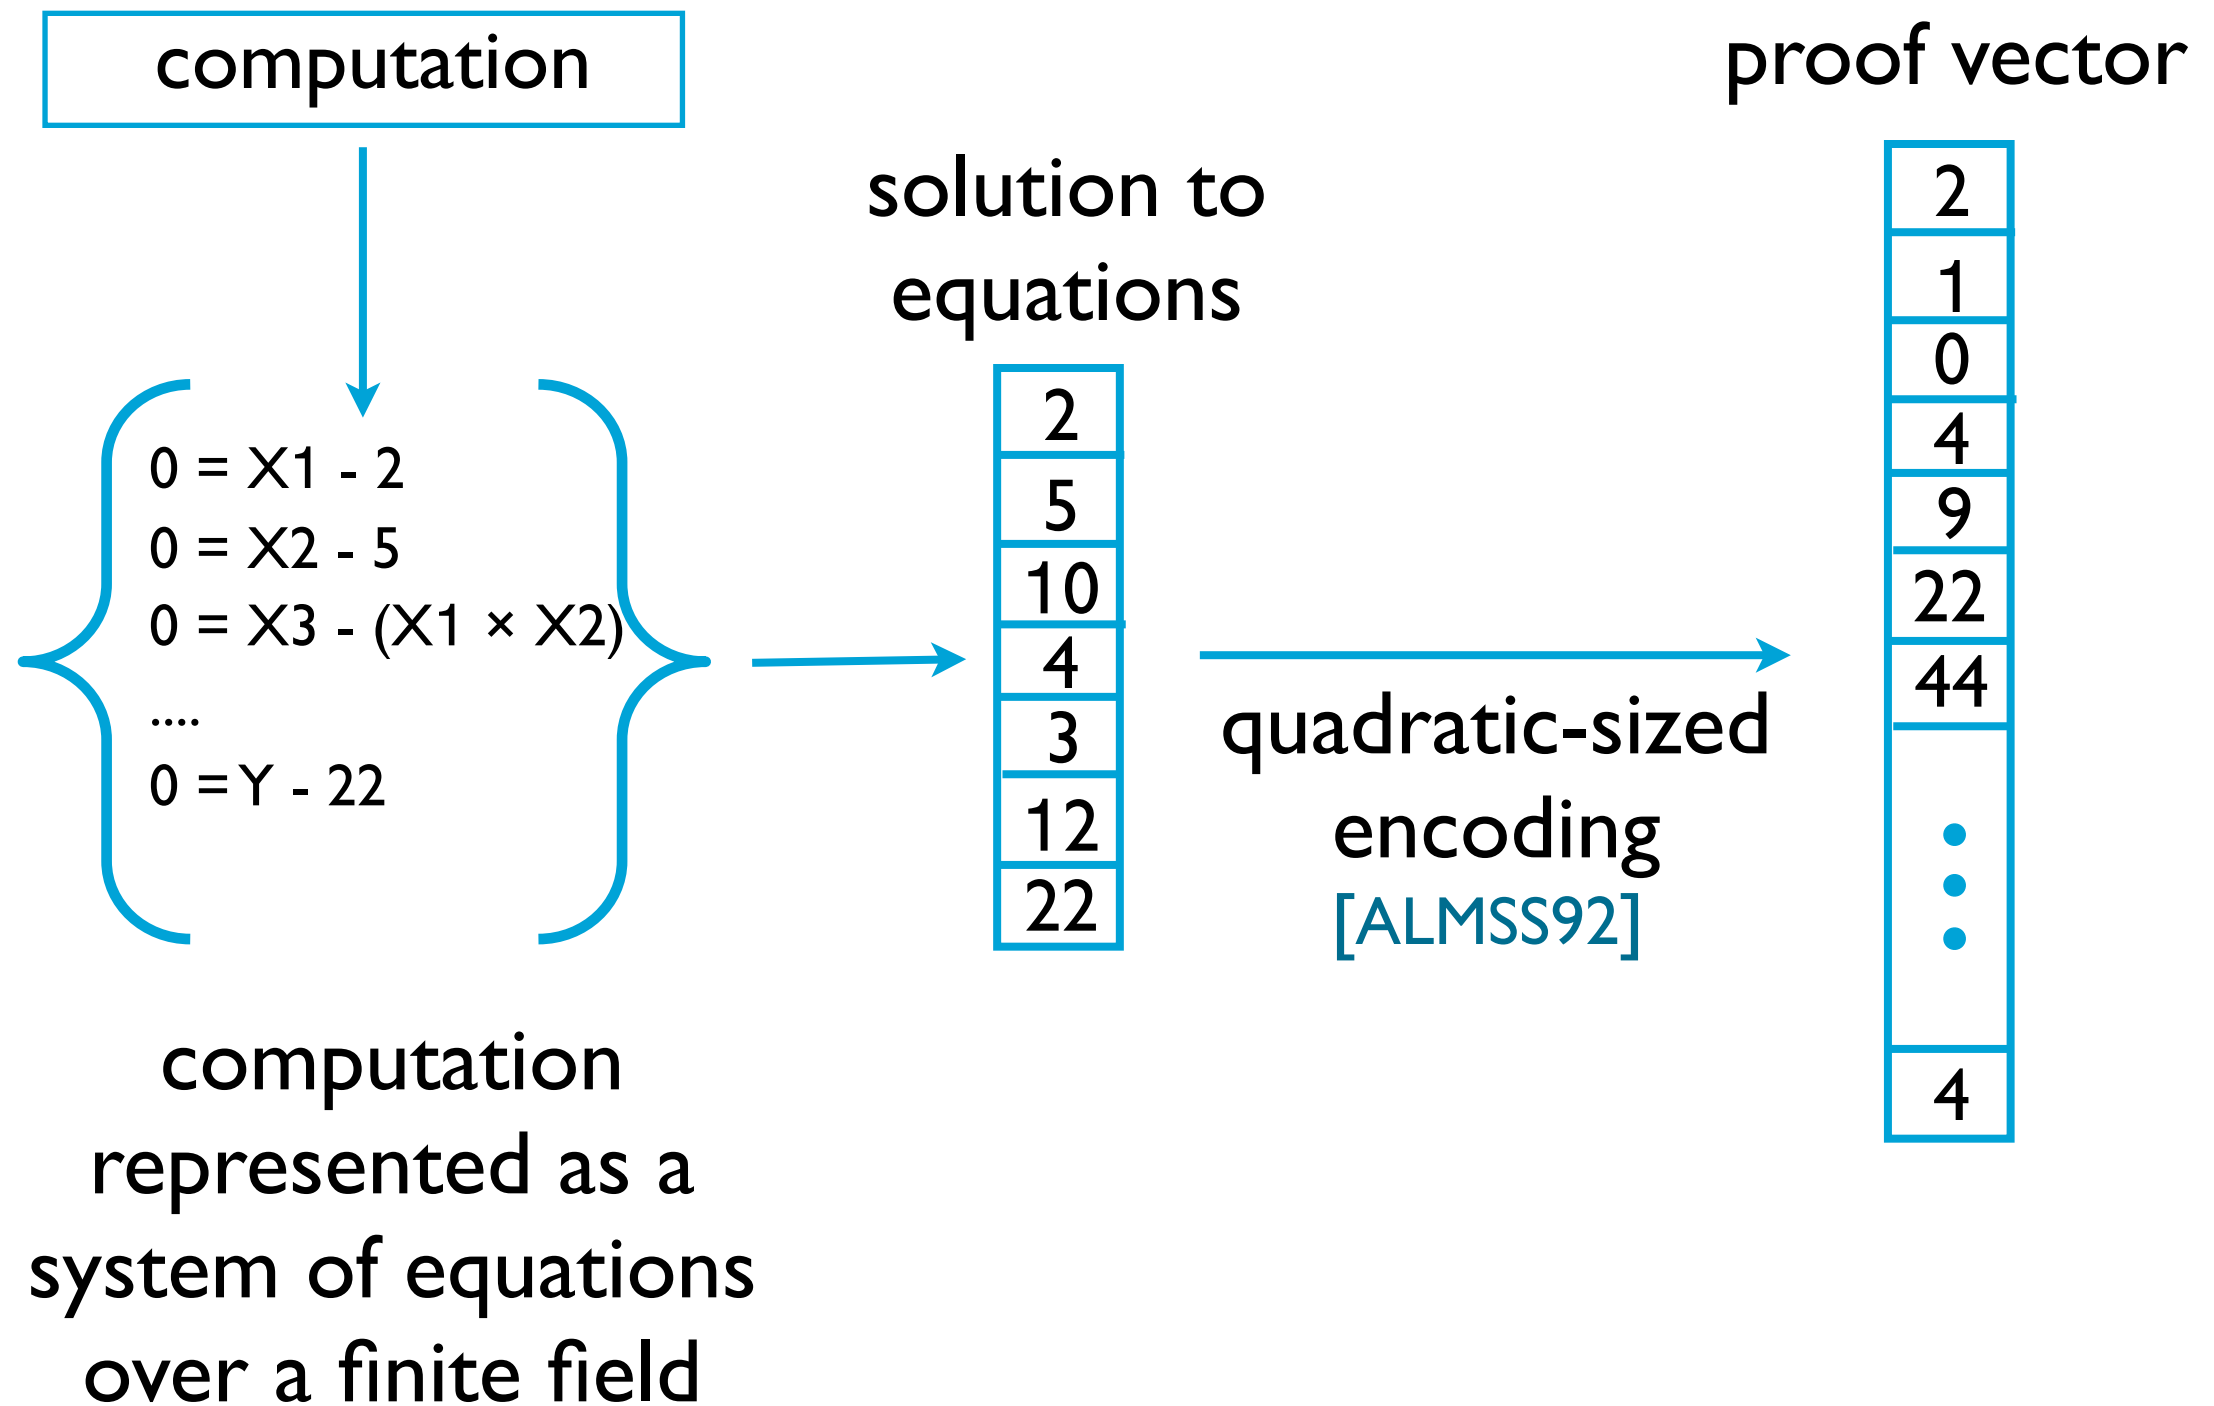 computation
0 = X1 - 2
0 = X2 - 5
0 = X3 - (X1 × X2)
....
0 = Y - 22
computation
represented as a
system of equations
over a finite field
solution to
equations
2
5
10
4
3
12
22
quadratic-sized
encoding
[ALMSS92]
proof vector
2
1
0
4
9
22
44
4